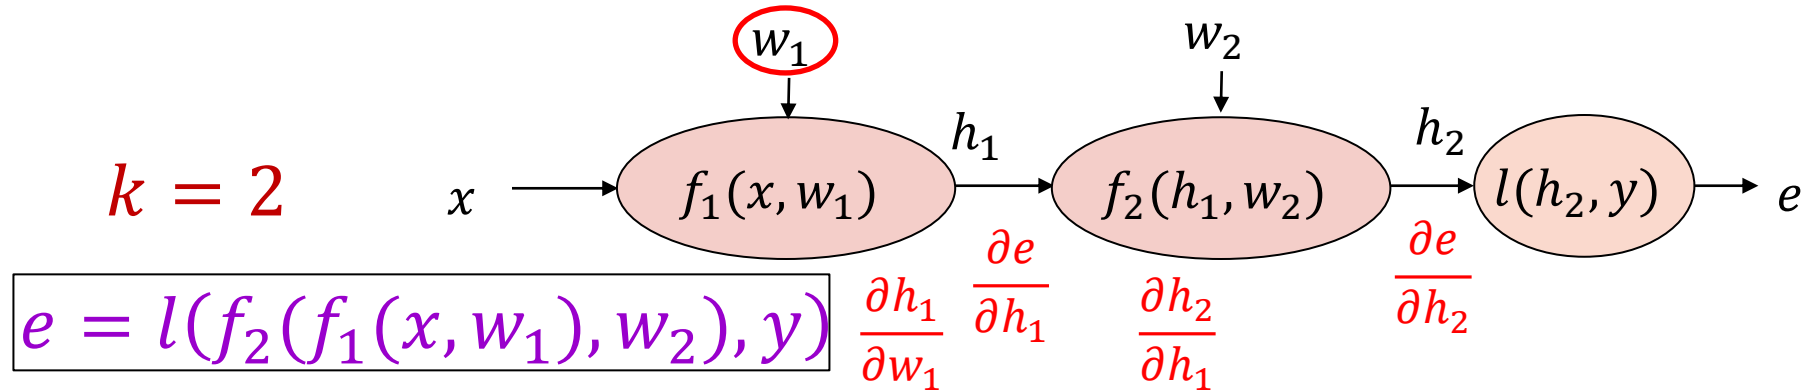 w₁ w₂
h₁ h₂
k = 2 x f₁(x, w₁) f₂(h₁, w₂) l(h₂, y) e
e = l(f₂(f₁(x, w₁), w₂), y) ∂h₁/∂w₁ ∂e/∂h₁ ∂h₂/∂h₁ ∂e/∂h₂